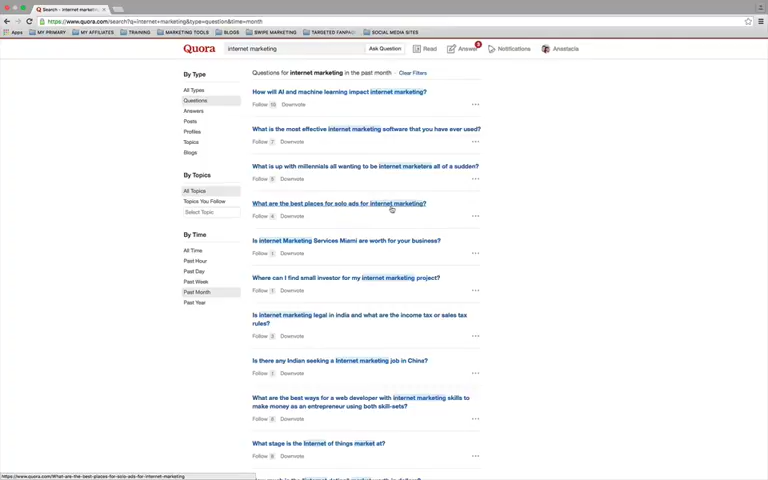 Search - internet marketing
https://www.quora.com/search?q=internet+marketing&type=question&time=month
Apps
MY PRIMARY
MY AFFILIATES
TRAINING
MARKETING TOOLS
BLOGS
SWIPE MARKETING
TARGETED FANPAG
SOCIAL MEDIA SITES
Quora
internet marketing
Ask Question
Read
Answer
Notifications
Anastacia
By Type
All Types
Questions
Answers
Posts
Profiles
Topics
Blogs
By Topics
All Topics
Topics You Follow
Select Topic
By Time
All Time
Past Hour
Past Day
Past Week
Past Month
Past Year
Questions for internet marketing in the past month · Clear Filters
How will AI and machine learning impact internet marketing?
Follow 10 Downvote
What is the most effective internet marketing software that you have ever used?
Follow 7 Downvote
What is up with millennials all wanting to be internet marketers all of a sudden?
Follow Downvote
What are the best places for solo ads for internet marketing?
Follow 4 Downvote
Is internet Marketing Services Miami are worth for your business?
Follow 1 Downvote
Where can I find small investor for my internet marketing project?
Follow 1 Downvote
Is internet marketing legal in india and what are the income tax or sales tax
rules?
Follow Downvote
Is there any Indian seeking a Internet marketing job in China?
Follow 1 Downvote
What are the best ways for a web developer with internet marketing skills to
make money as an entrepreneur using both skill-sets?
Follow Downvote
What stage is the Internet of things market at?
Follow Downvote
https://www.quora.com/What-are-the-best-places-for-solo-ads-for-internet-marketing